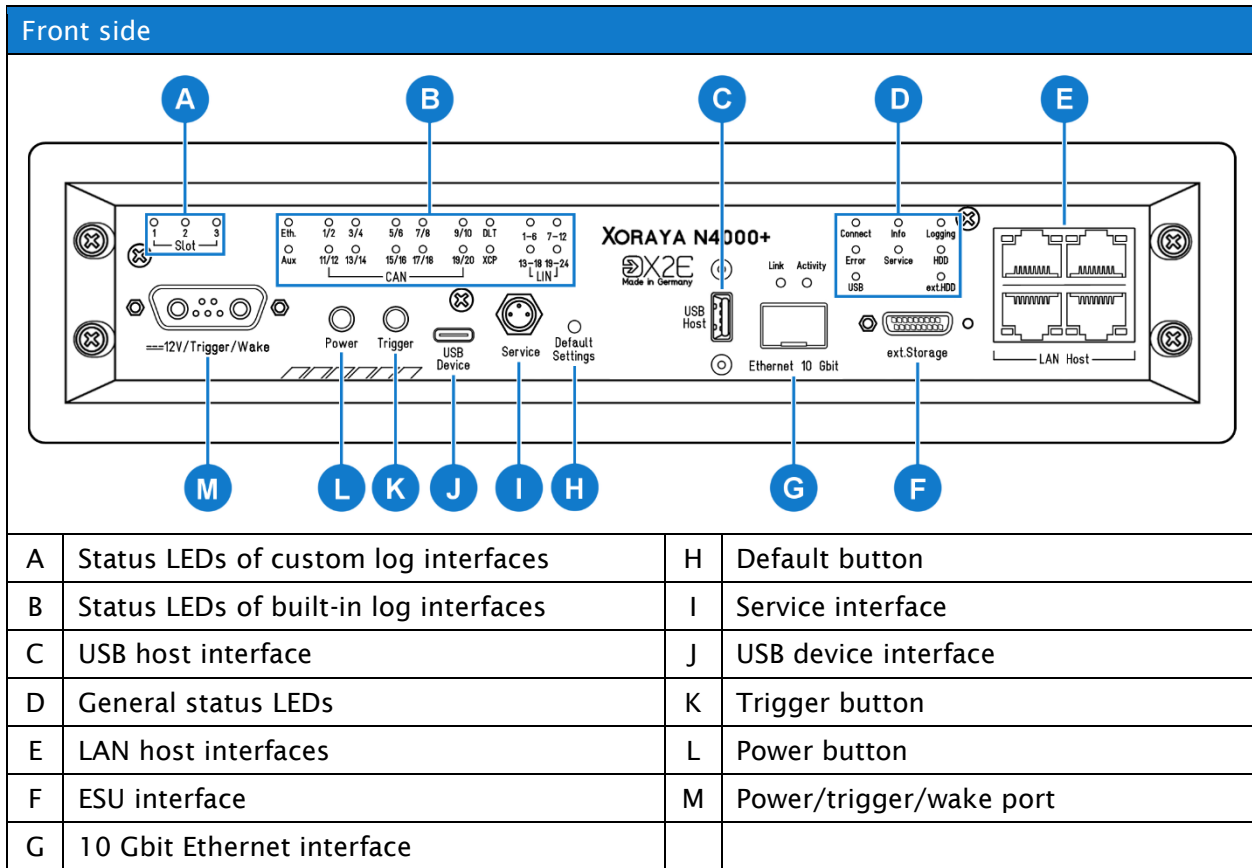 Front side
A B C D E
1 2 3
Slot
Eth. 1/2 3/4 5/6 7/8 9/10 DLT 1-6 7-12
Aux 11/12 13/14 15/16 17/18 19/20 XCP 13-18 19-24
CAN LIN
XORAYA N4000+
X2E
Made in Germany
Link Activity
Connect Info Logging
Error Service HDD
USB ext.HDD
===12V/Trigger/Wake
Power
Trigger
USB
Device
Service
Default
Settings
USB
Host
Ethernet 10 Gbit
ext.Storage
LAN Host
M L K J I H G F
A Status LEDs of custom log interfaces H Default button
B Status LEDs of built-in log interfaces I Service interface
C USB host interface J USB device interface
D General status LEDs K Trigger button
E LAN host interfaces L Power button
F ESU interface M Power/trigger/wake port
G 10 Gbit Ethernet interface